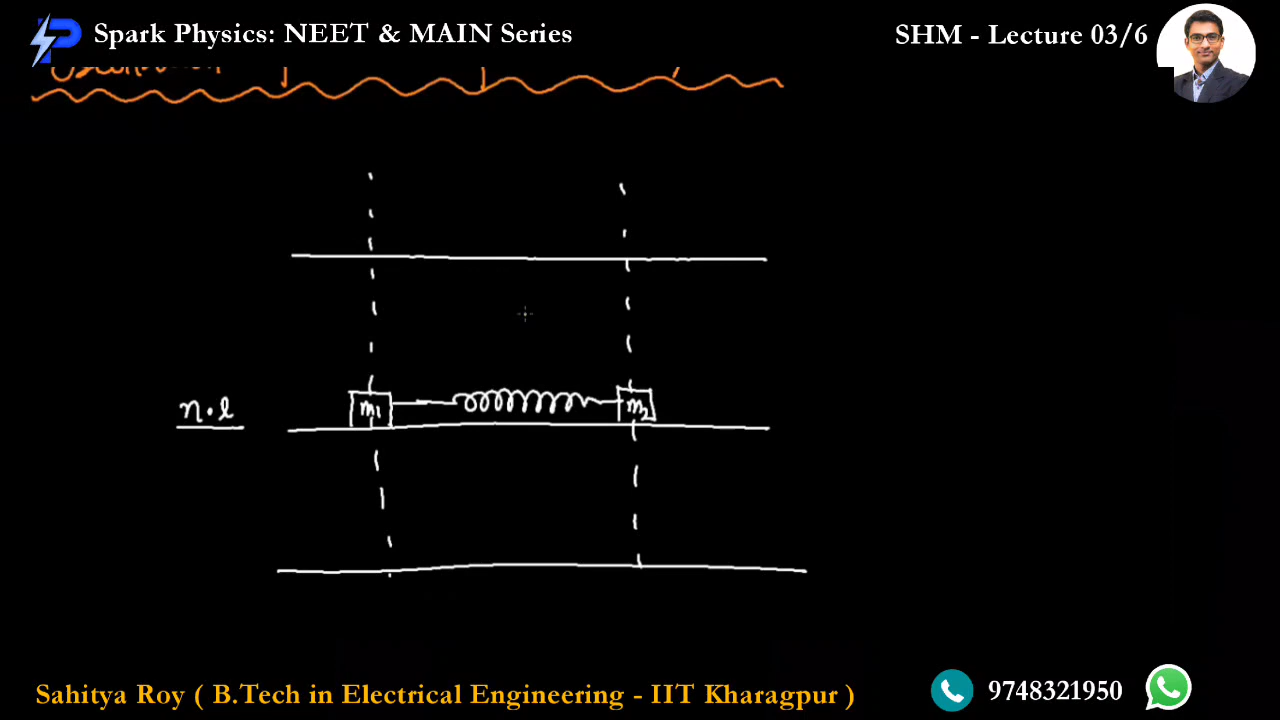 Spark Physics: NEET & MAIN Series
SHM - Lecture 03/6
m1
m2
n.l
Sahitya Roy ( B.Tech in Electrical Engineering - IIT Kharagpur )
9748321950